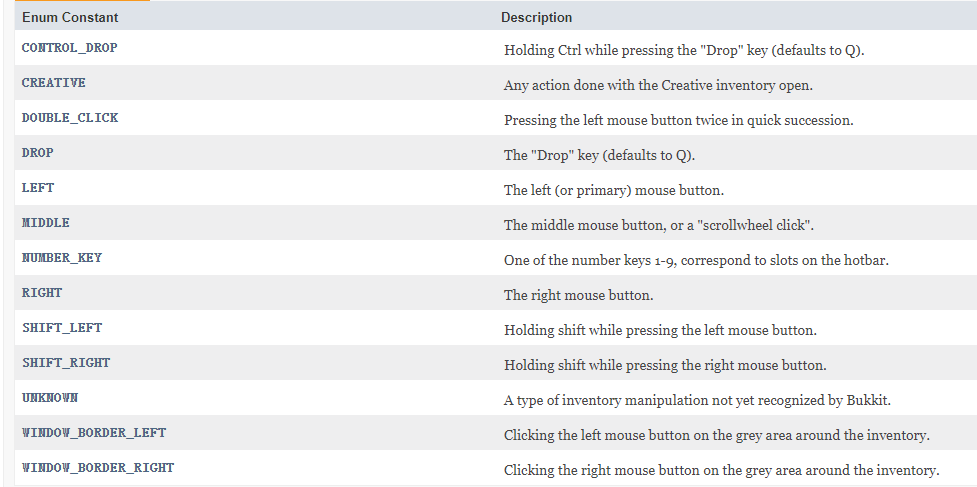 Enum Constant Description
CONTROL_DROP Holding Ctrl while pressing the "Drop" key (defaults to Q).
CREATIVE Any action done with the Creative inventory open.
DOUBLE_CLICK Pressing the left mouse button twice in quick succession.
DROP The "Drop" key (defaults to Q).
LEFT The left (or primary) mouse button.
MIDDLE The middle mouse button, or a "scrollwheel click".
NUMBER_KEY One of the number keys 1-9, correspond to slots on the hotbar.
RIGHT The right mouse button.
SHIFT_LEFT Holding shift while pressing the left mouse button.
SHIFT_RIGHT Holding shift while pressing the right mouse button.
UNKNOWN A type of inventory manipulation not yet recognized by Bukkit.
WINDOW_BORDER_LEFT Clicking the left mouse button on the grey area around the inventory.
WINDOW_BORDER_RIGHT Clicking the right mouse button on the grey area around the inventory.